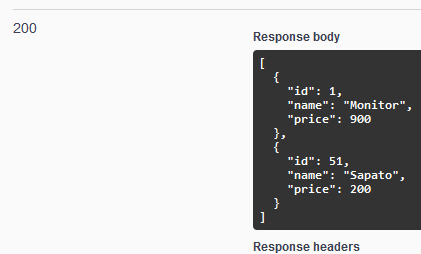 200
Response body
[
  {
    "id": 1,
    "name": "Monitor",
    "price": 900
  },
  {
    "id": 51,
    "name": "Sapato",
    "price": 200
  }
]
Response headers